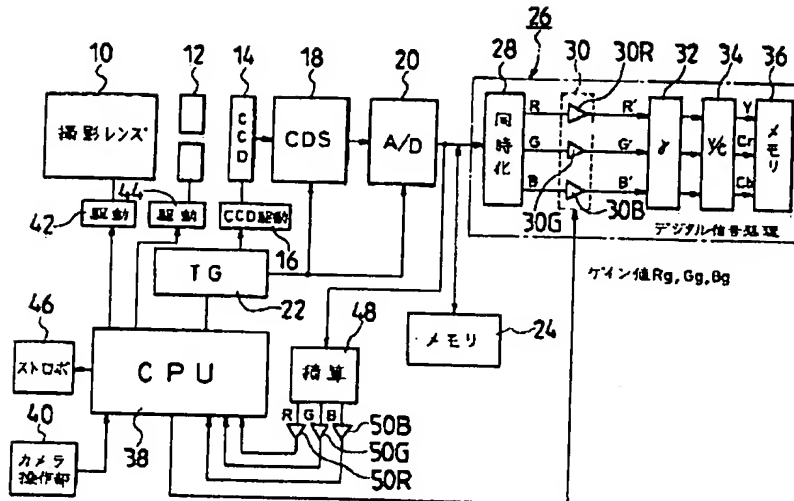 10
12
14
18
20
26
28
30
30R
32
34
36
撮影レンズ
CCD
CDS
A/D
同時化
R
G
B
R'
G'
B'
γ
Y/C
Y
Cr
Cb
メモリ
30G
30B
デジタル信号処理
42
駆動
44
駆動
CCD駆動
16
TG
22
ゲイン値Rg,Gg,Bg
46
ストロボ
CPU
38
48
積算
メモリ
24
R
G
B
50B
50G
50R
40
カメラ
操作部